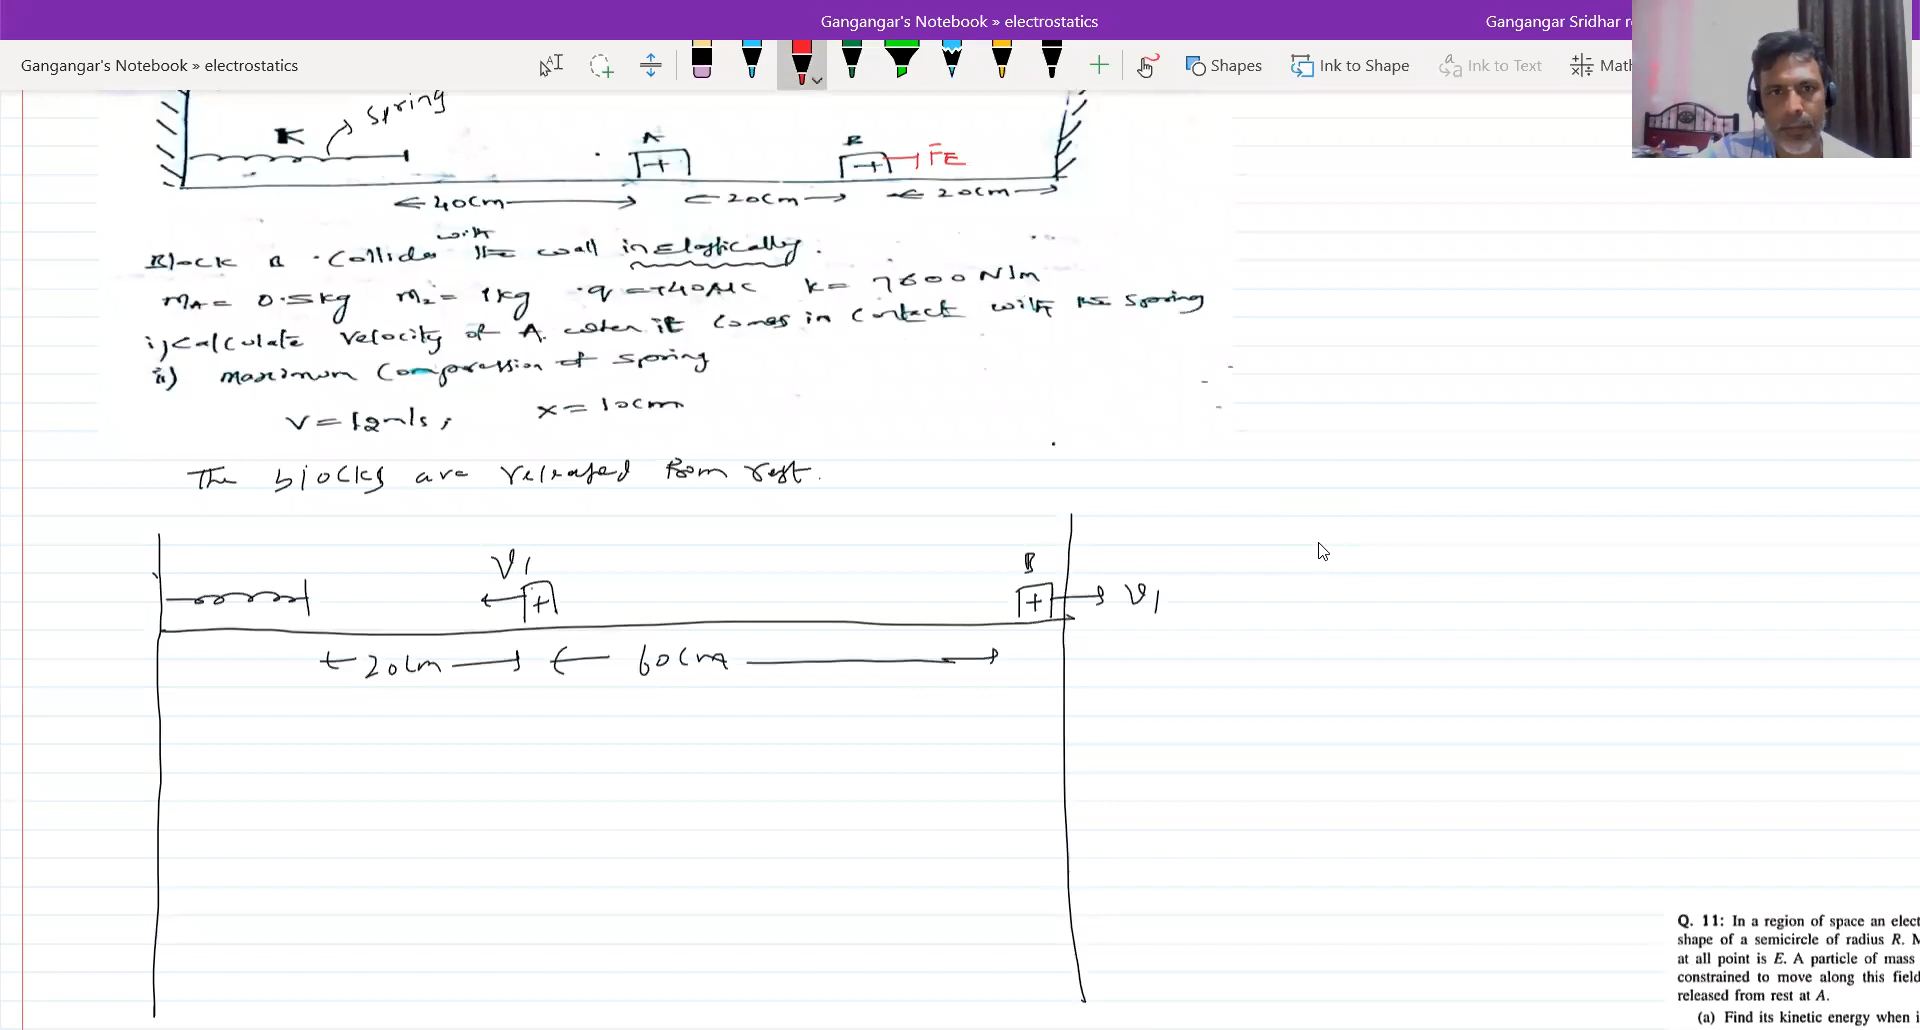 Gangangar's Notebook » electrostatics
Gangangar Sridhar r
Gangangar's Notebook » electrostatics
Shapes
Ink to Shape
Ink to Text
Math
spring
K
A
B
+
+
FE
40cm
20cm
20cm
with
Block B collides the wall inelastically.
mA = 0.5kg m2 = 1kg q = +40μC k = 7600 N/m
i) calculate velocity of A when it comes in contact with the spring
ii) maximum compression of spring
v = 12m/s, x = 10cm
The blocks are released from rest.
V1
B
+
+
V1
20cm
60cm
Q. 11: In a region of space an elect
shape of a semicircle of radius R. M
at all point is E. A particle of mass
constrained to move along this field
released from rest at A.
(a) Find its kinetic energy when i